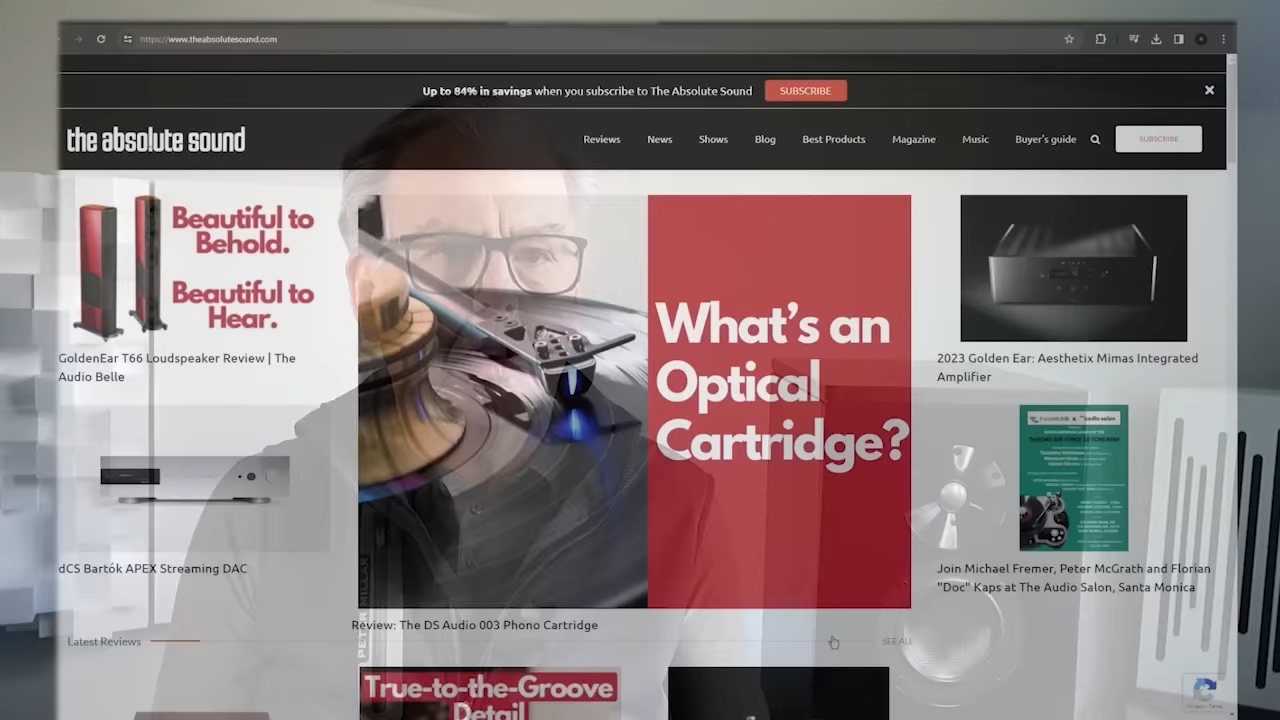 https://www.theabsolutesound.com
Up to 84% in savings when you subscribe to The Absolute Sound
SUBSCRIBE
the absolute sound
Reviews
News
Shows
Blog
Best Products
Magazine
Music
Buyer's guide
SUBSCRIBE
Beautiful to
Behold.
Beautiful to
Hear.
GoldenEar T66 Loudspeaker Review | The
Audio Belle
dCS Bartók APEX Streaming DAC
What's an
Optical
Cartridge?
Review: The DS Audio 003 Phono Cartridge
2023 Golden Ear: Aesthetix Mimas Integrated
Amplifier
Join Michael Fremer, Peter McGrath and Florian
"Doc" Kaps at The Audio Salon, Santa Monica
Latest Reviews
SEE ALL
PETER MILLAR
True-to-the-Groove
Detail